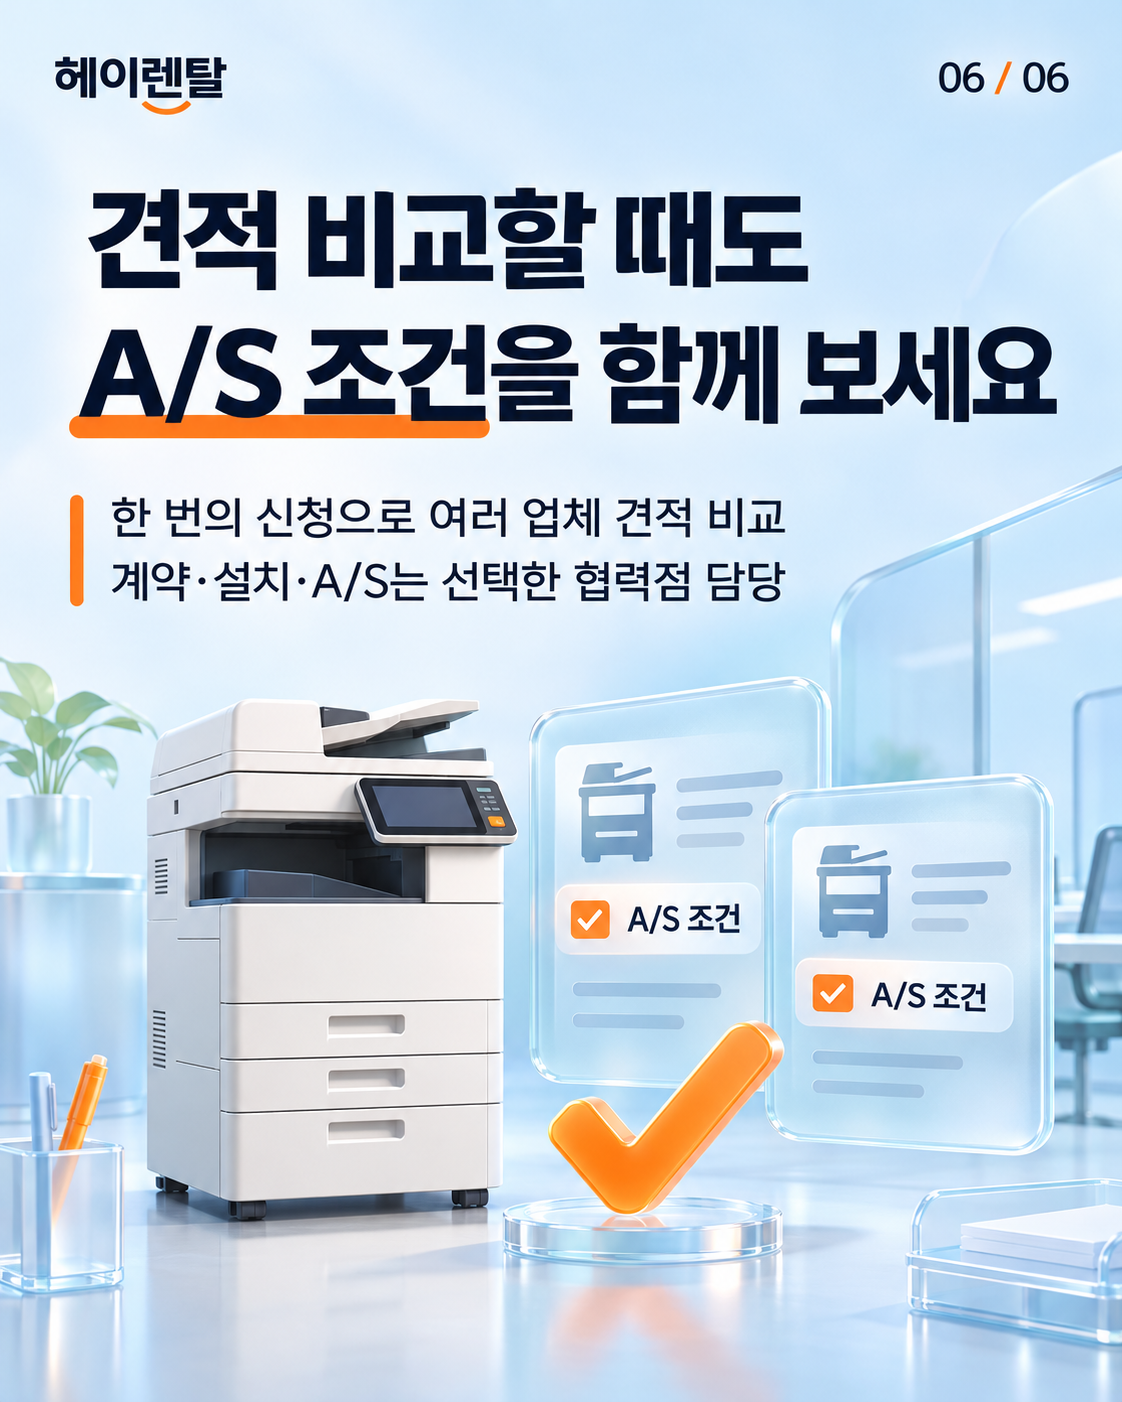 헤이렌탈
06 / 06
견적 비교할 때도
A/S 조건을 함께 보세요
한 번의 신청으로 여러 업체 견적 비교
계약·설치·A/S는 선택한 협력점 담당
A/S 조건
A/S 조건